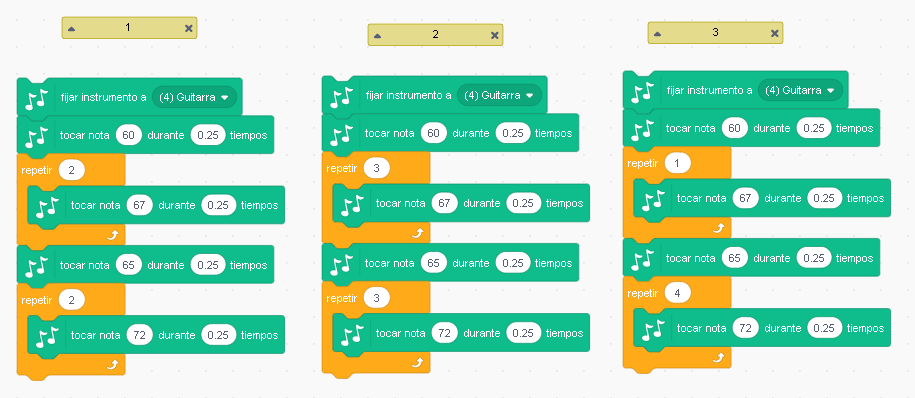 1
fijar instrumento a (4) Guitarra
tocar nota 60 durante 0.25 tiempos
repetir 2
tocar nota 67 durante 0.25 tiempos
tocar nota 65 durante 0.25 tiempos
repetir 2
tocar nota 72 durante 0.25 tiempos
2
fijar instrumento a (4) Guitarra
tocar nota 60 durante 0.25 tiempos
repetir 3
tocar nota 67 durante 0.25 tiempos
tocar nota 65 durante 0.25 tiempos
repetir 3
tocar nota 72 durante 0.25 tiempos
3
fijar instrumento a (4) Guitarra
tocar nota 60 durante 0.25 tiempos
repetir 1
tocar nota 67 durante 0.25 tiempos
tocar nota 65 durante 0.25 tiempos
repetir 4
tocar nota 72 durante 0.25 tiempos